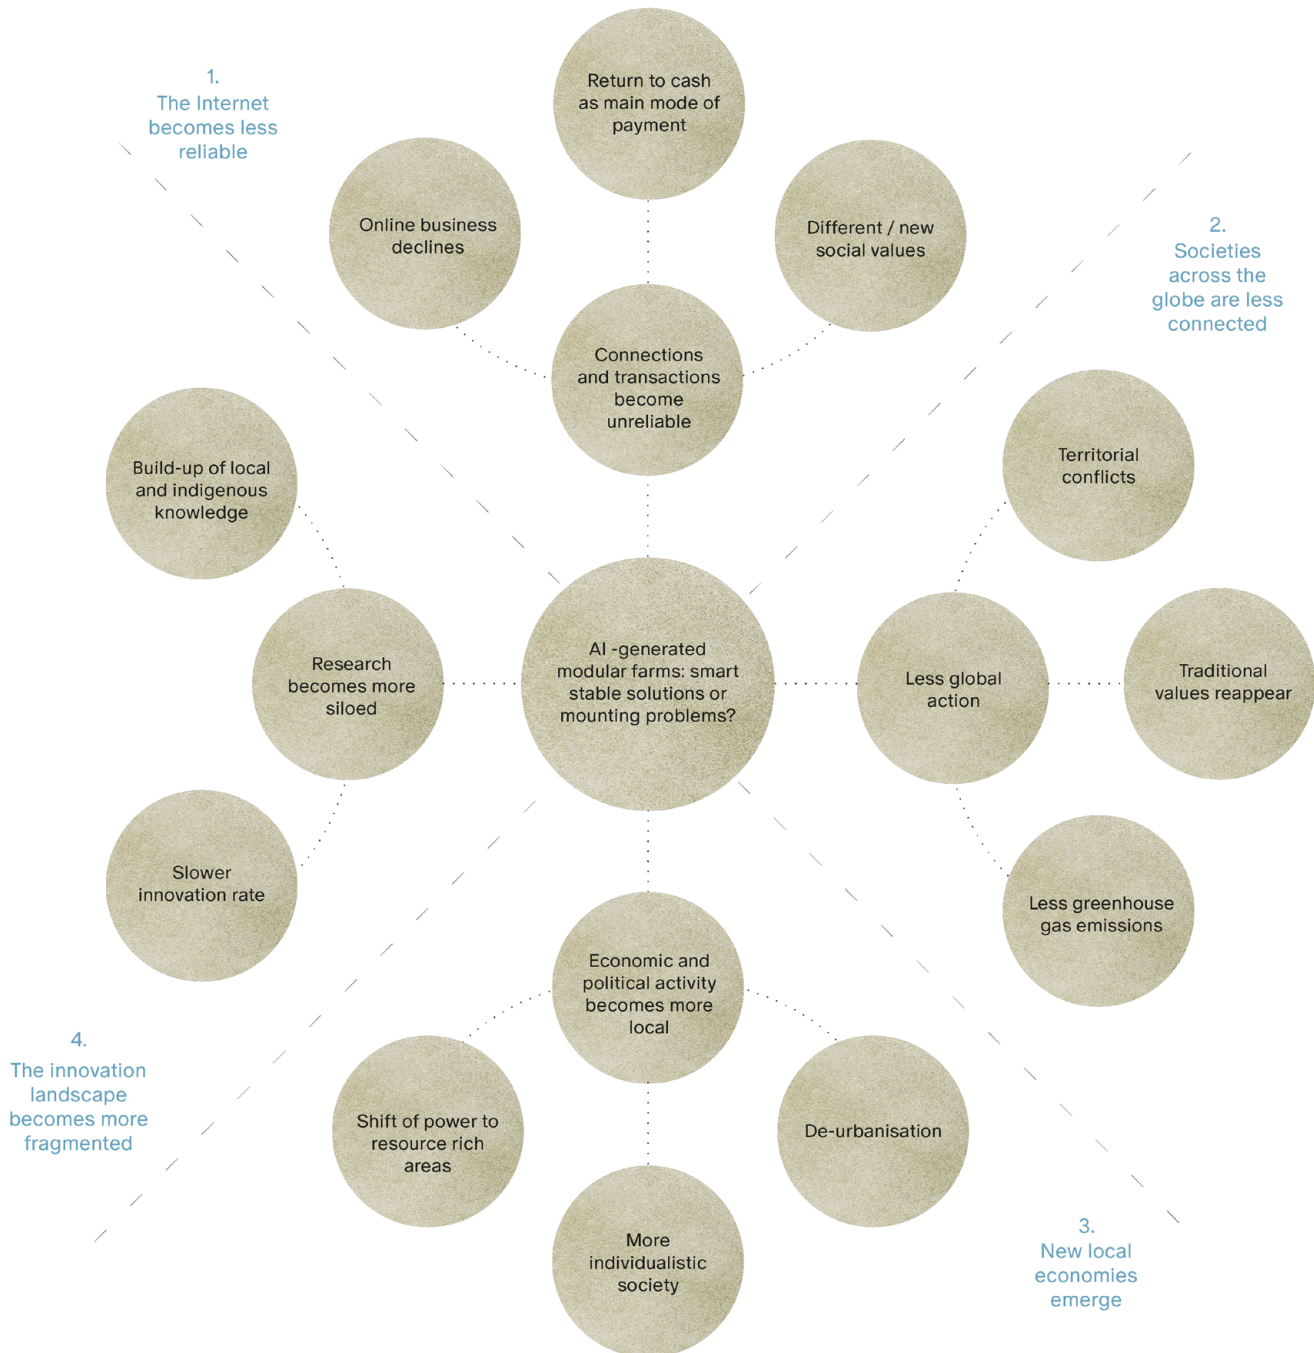 1.
The Internet
becomes less
reliable
Return to cash
as main mode of
payment
Online business
declines
Different / new
social values
Connections
and transactions
become
unreliable
2.
Societies
across the
globe are less
connected
Territorial
conflicts
Less global
action
Traditional
values reappear
Less greenhouse
gas emissions
AI -generated
modular farms: smart
stable solutions or
mounting problems?
Build-up of local
and indigenous
knowledge
Research
becomes more
siloed
Slower
innovation rate
4.
The innovation
landscape
becomes more
fragmented
Economic and
political activity
becomes more
local
Shift of power to
resource rich
areas
De-urbanisation
More
individualistic
society
3.
New local
economies
emerge